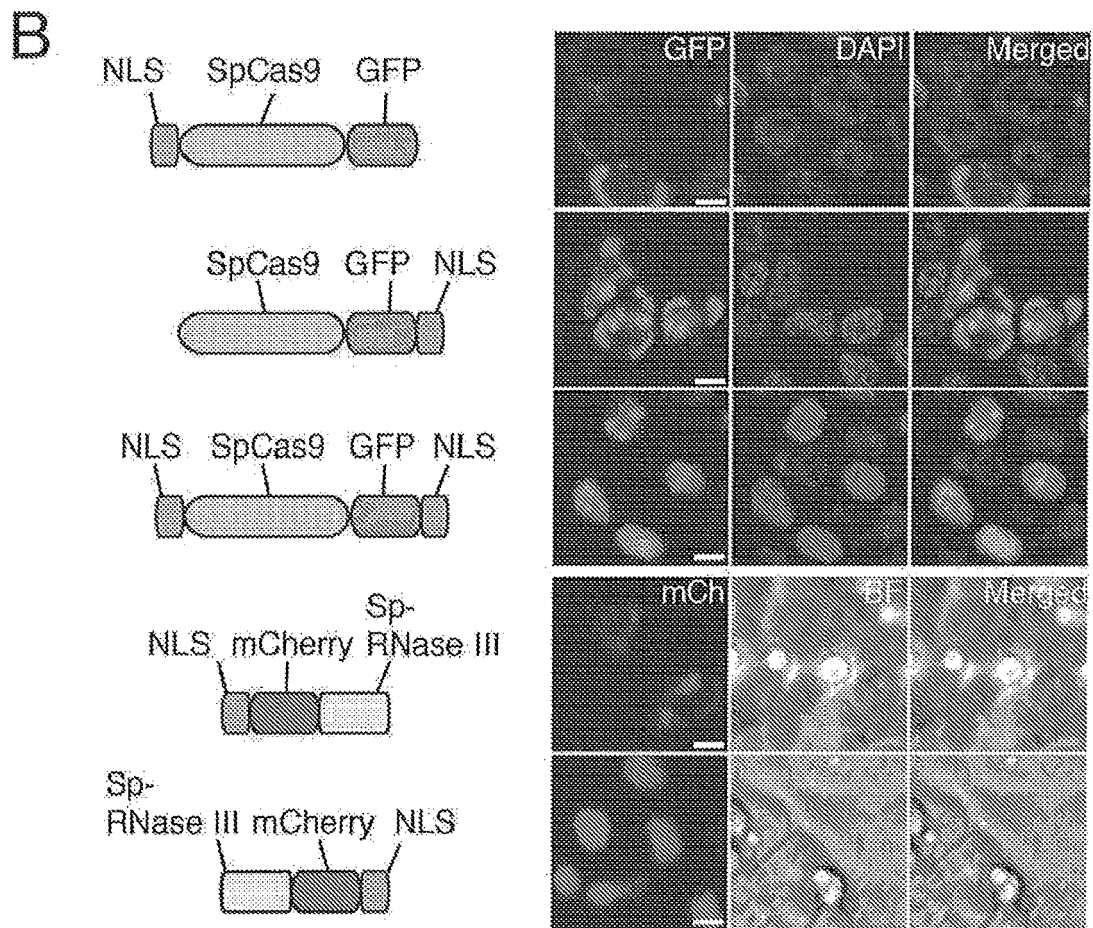 B
NLS SpCas9 GFP
GFP DAPI Merged
SpCas9 GFP NLS
NLS SpCas9 GFP NLS
mCh BF Merged
Sp-
NLS mCherry RNase III
Sp-
RNase III mCherry NLS